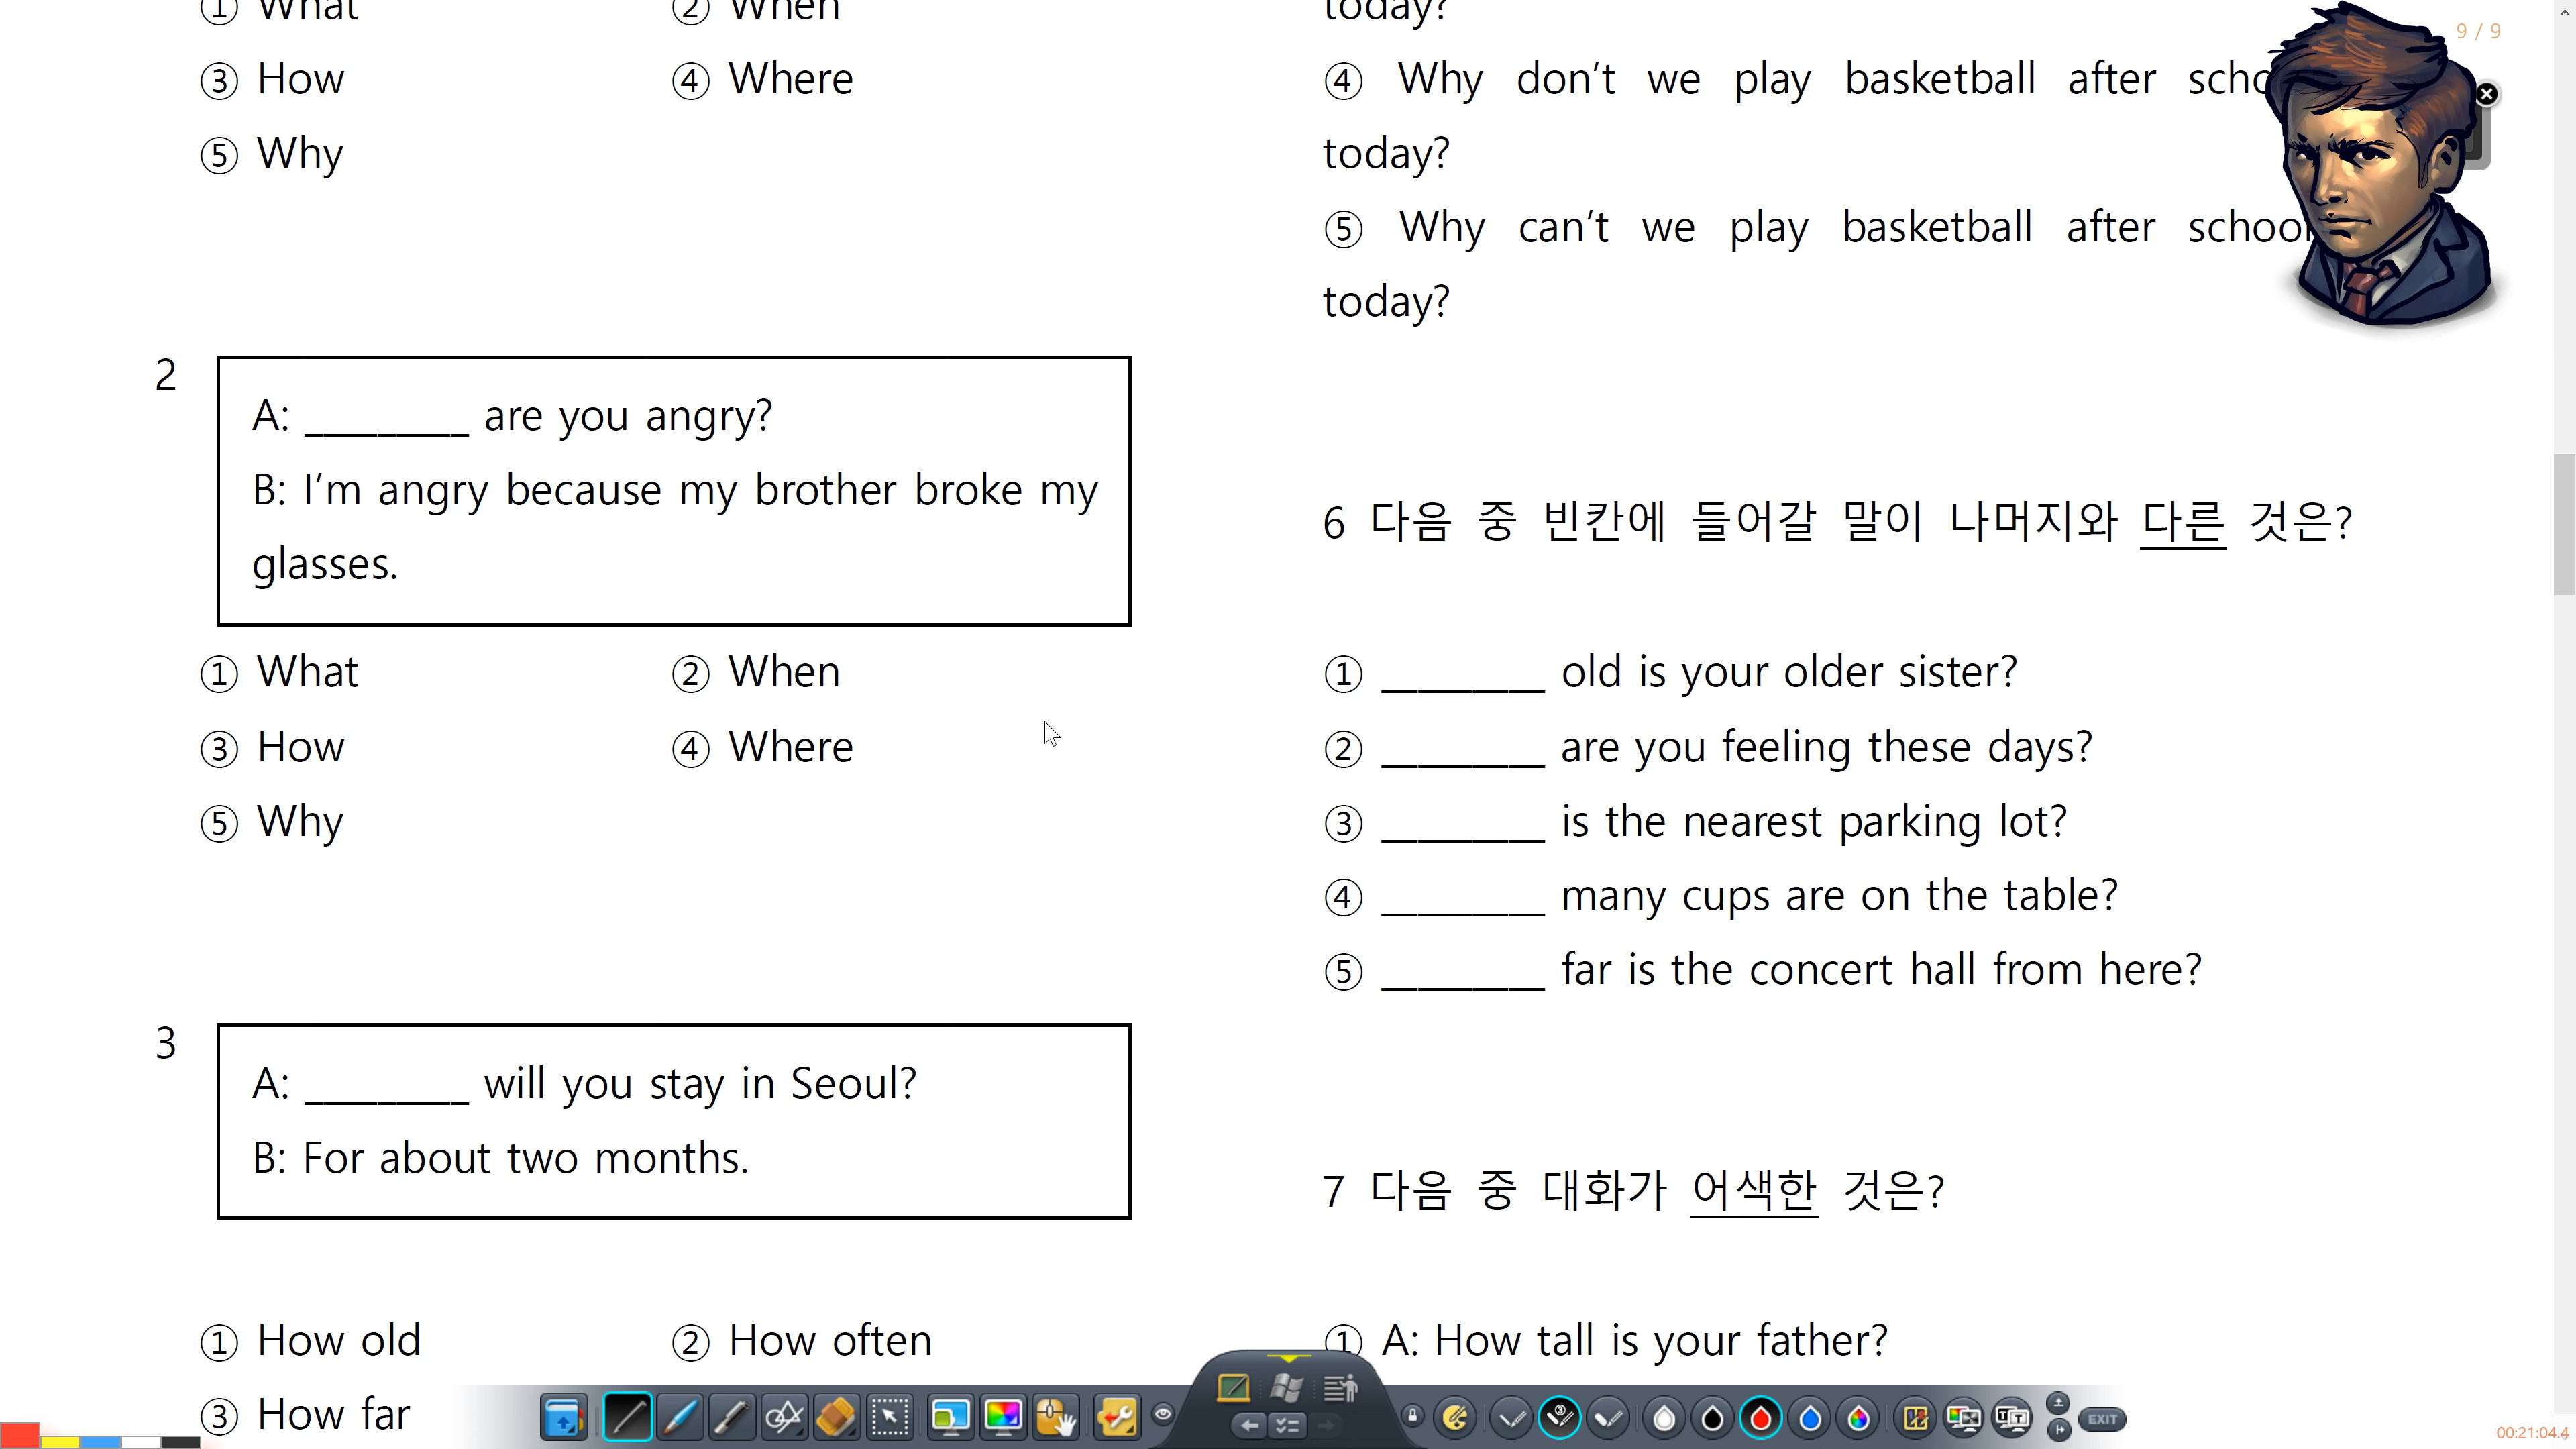 ① What ② When
③ How ④ Where
⑤ Why
2
A: ________ are you angry?
B: I’m angry because my brother broke my
glasses.
① What ② When
③ How ④ Where
⑤ Why
3
A: ________ will you stay in Seoul?
B: For about two months.
① How old ② How often
③ How far
today?
④ Why don’t we play basketball after
today?
⑤ Why can’t we play basketball after school
today?
6 다음 중 빈칸에 들어갈 말이 나머지와 다른 것은?
① ________ old is your older sister?
② ________ are you feeling these days?
③ ________ is the nearest parking lot?
④ ________ many cups are on the table?
⑤ ________ far is the concert hall from here?
7 다음 중 대화가 어색한 것은?
① A: How tall is your father?
9 / 9
EXIT
00:21:04.4